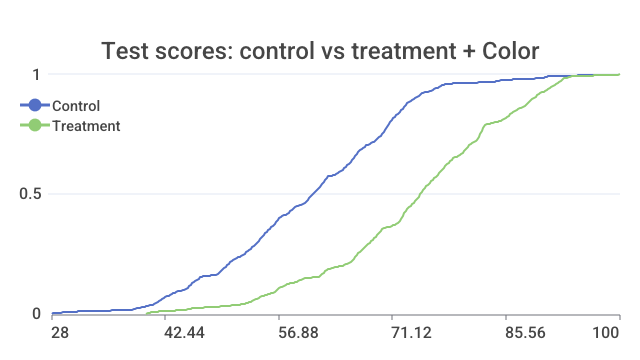 Test scores: control vs treatment + Color
1
Control
Treatment
0.5
0
28 42.44 56.88 71.12 85.56 100